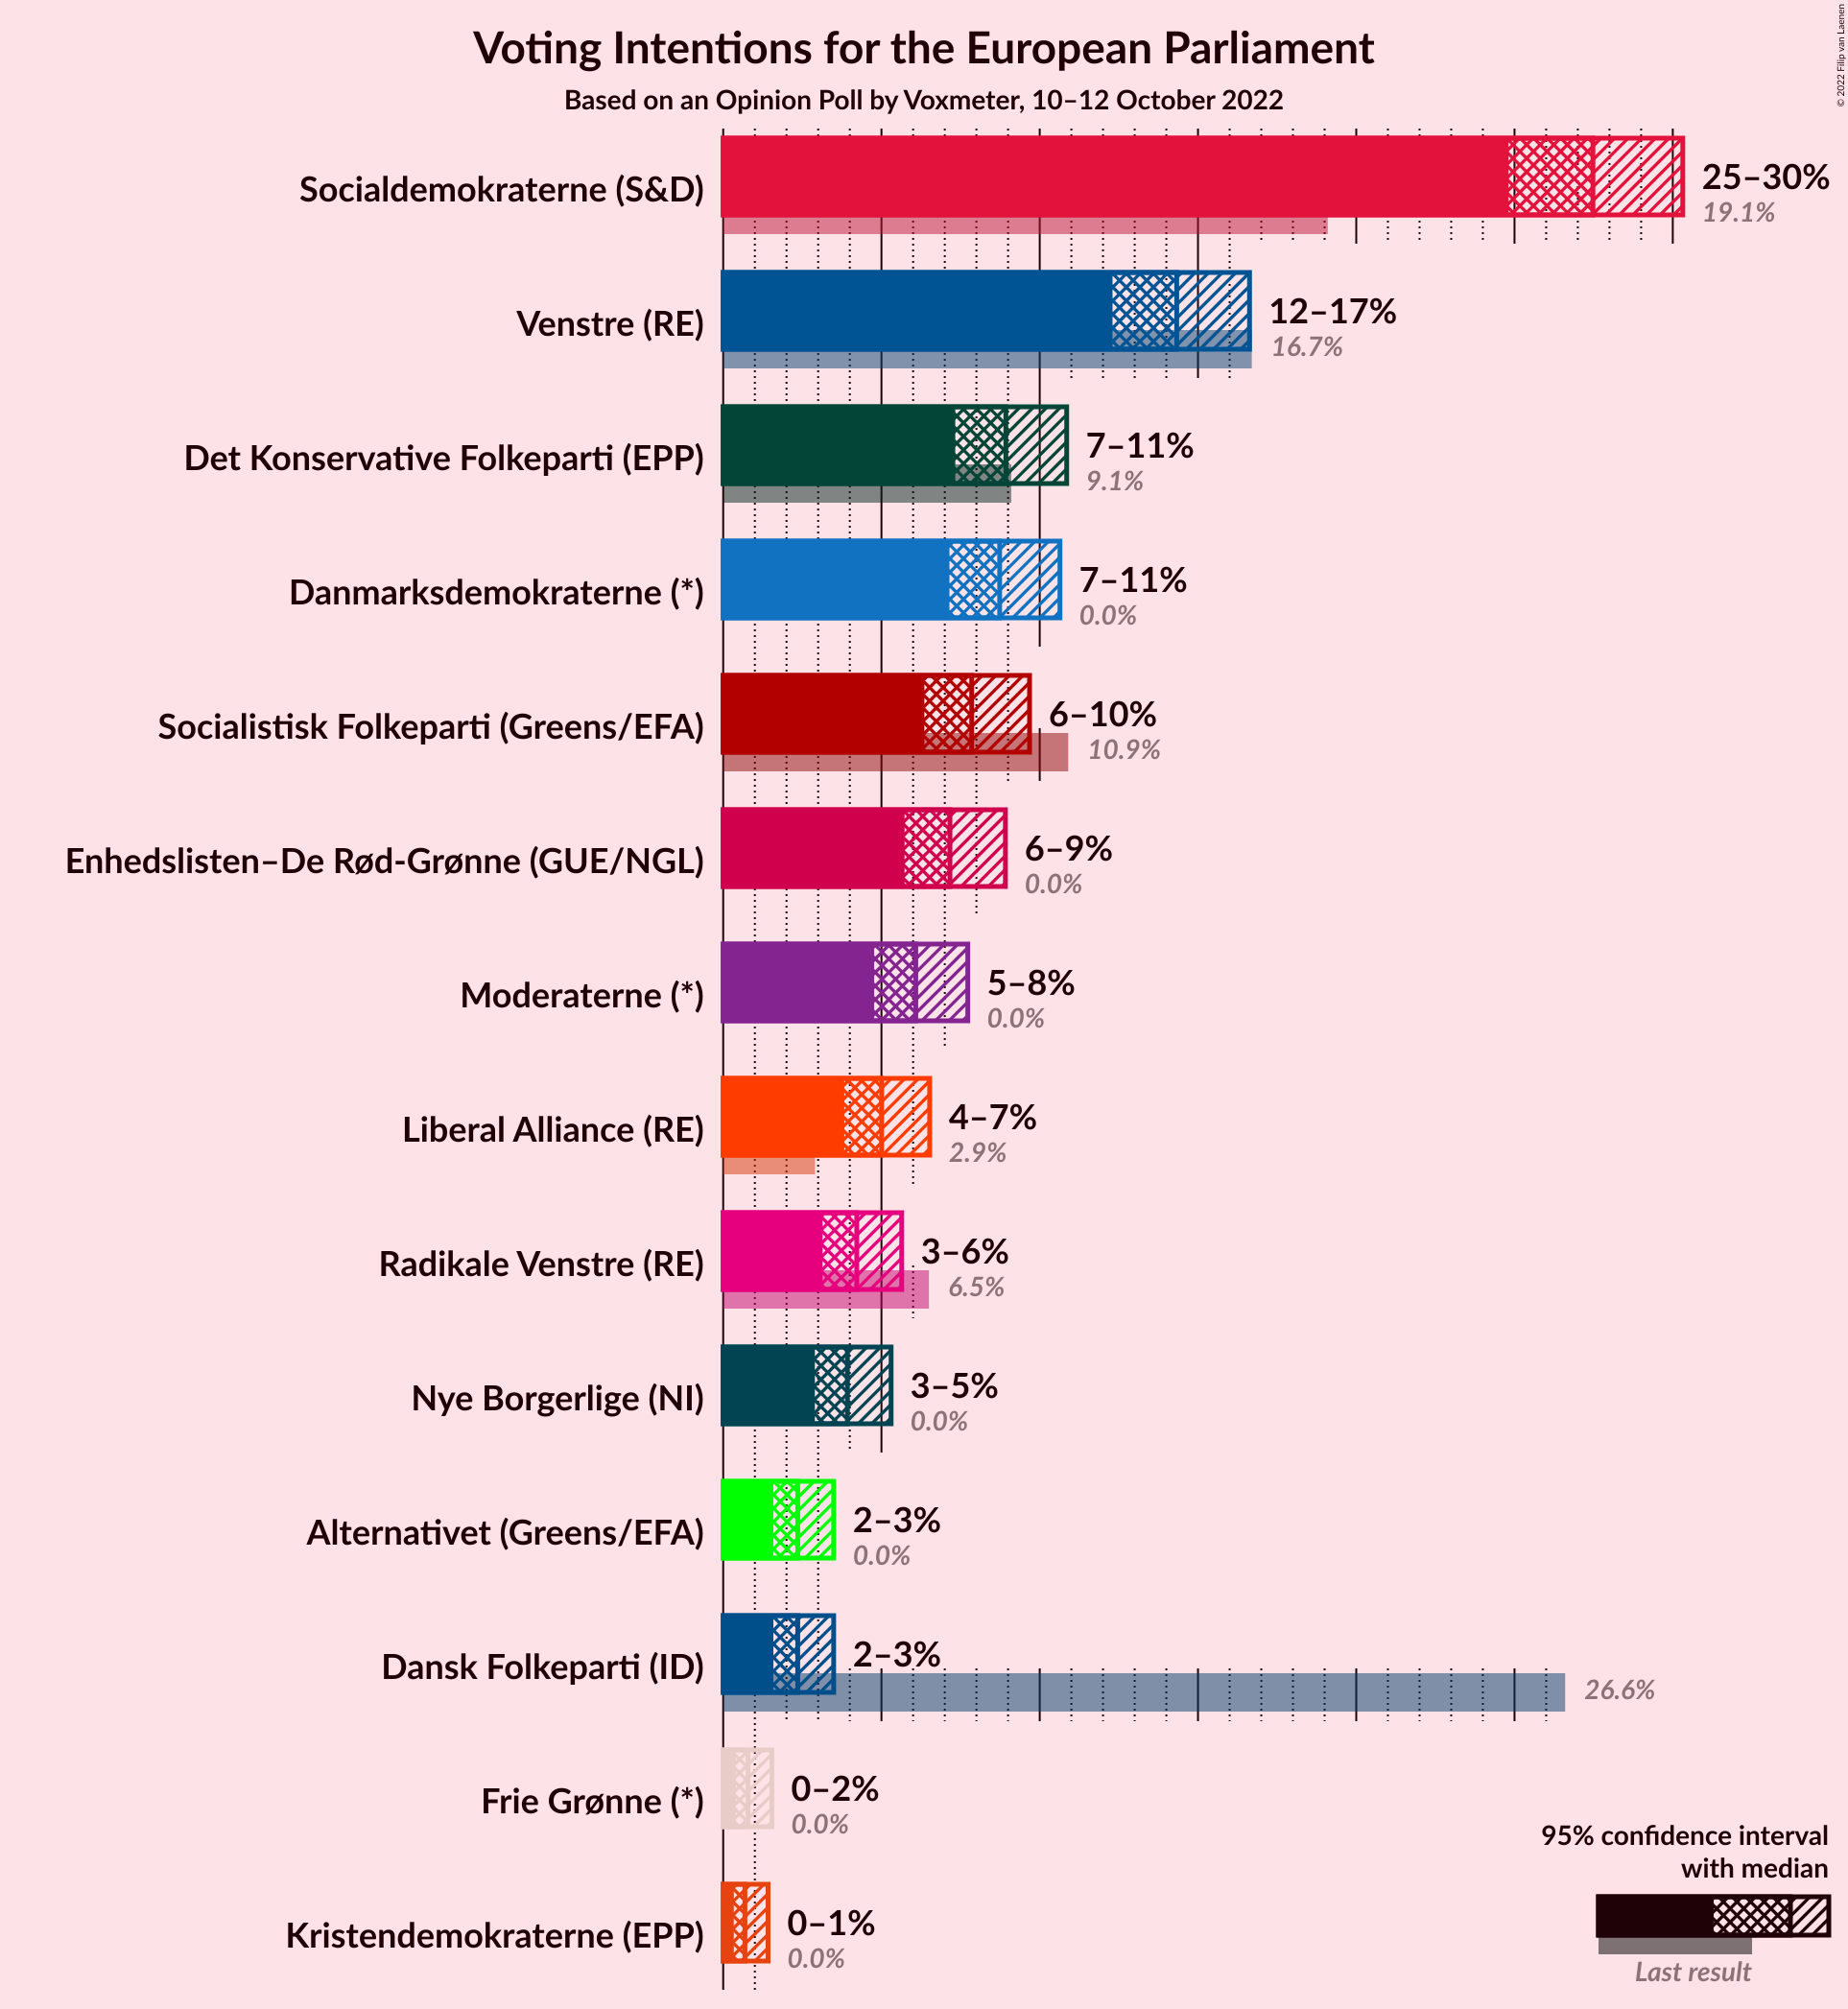 Voting Intentions for the European Parliament
Based on an Opinion Poll by Voxmeter, 10–12 October 2022
© 2022 Filip van Laenen
Socialdemokraterne (S&D)
25–30%
19.1%
Venstre (RE)
12–17%
16.7%
Det Konservative Folkeparti (EPP)
7–11%
9.1%
Danmarksdemokraterne (*)
7–11%
0.0%
Socialistisk Folkeparti (Greens/EFA)
6–10%
10.9%
Enhedslisten–De Rød-Grønne (GUE/NGL)
6–9%
0.0%
Moderaterne (*)
5–8%
0.0%
Liberal Alliance (RE)
4–7%
2.9%
Radikale Venstre (RE)
3–6%
6.5%
Nye Borgerlige (NI)
3–5%
0.0%
Alternativet (Greens/EFA)
2–3%
0.0%
Dansk Folkeparti (ID)
2–3%
26.6%
Frie Grønne (*)
0–2%
0.0%
Kristendemokraterne (EPP)
0–1%
0.0%
95% confidence interval
with median
Last result